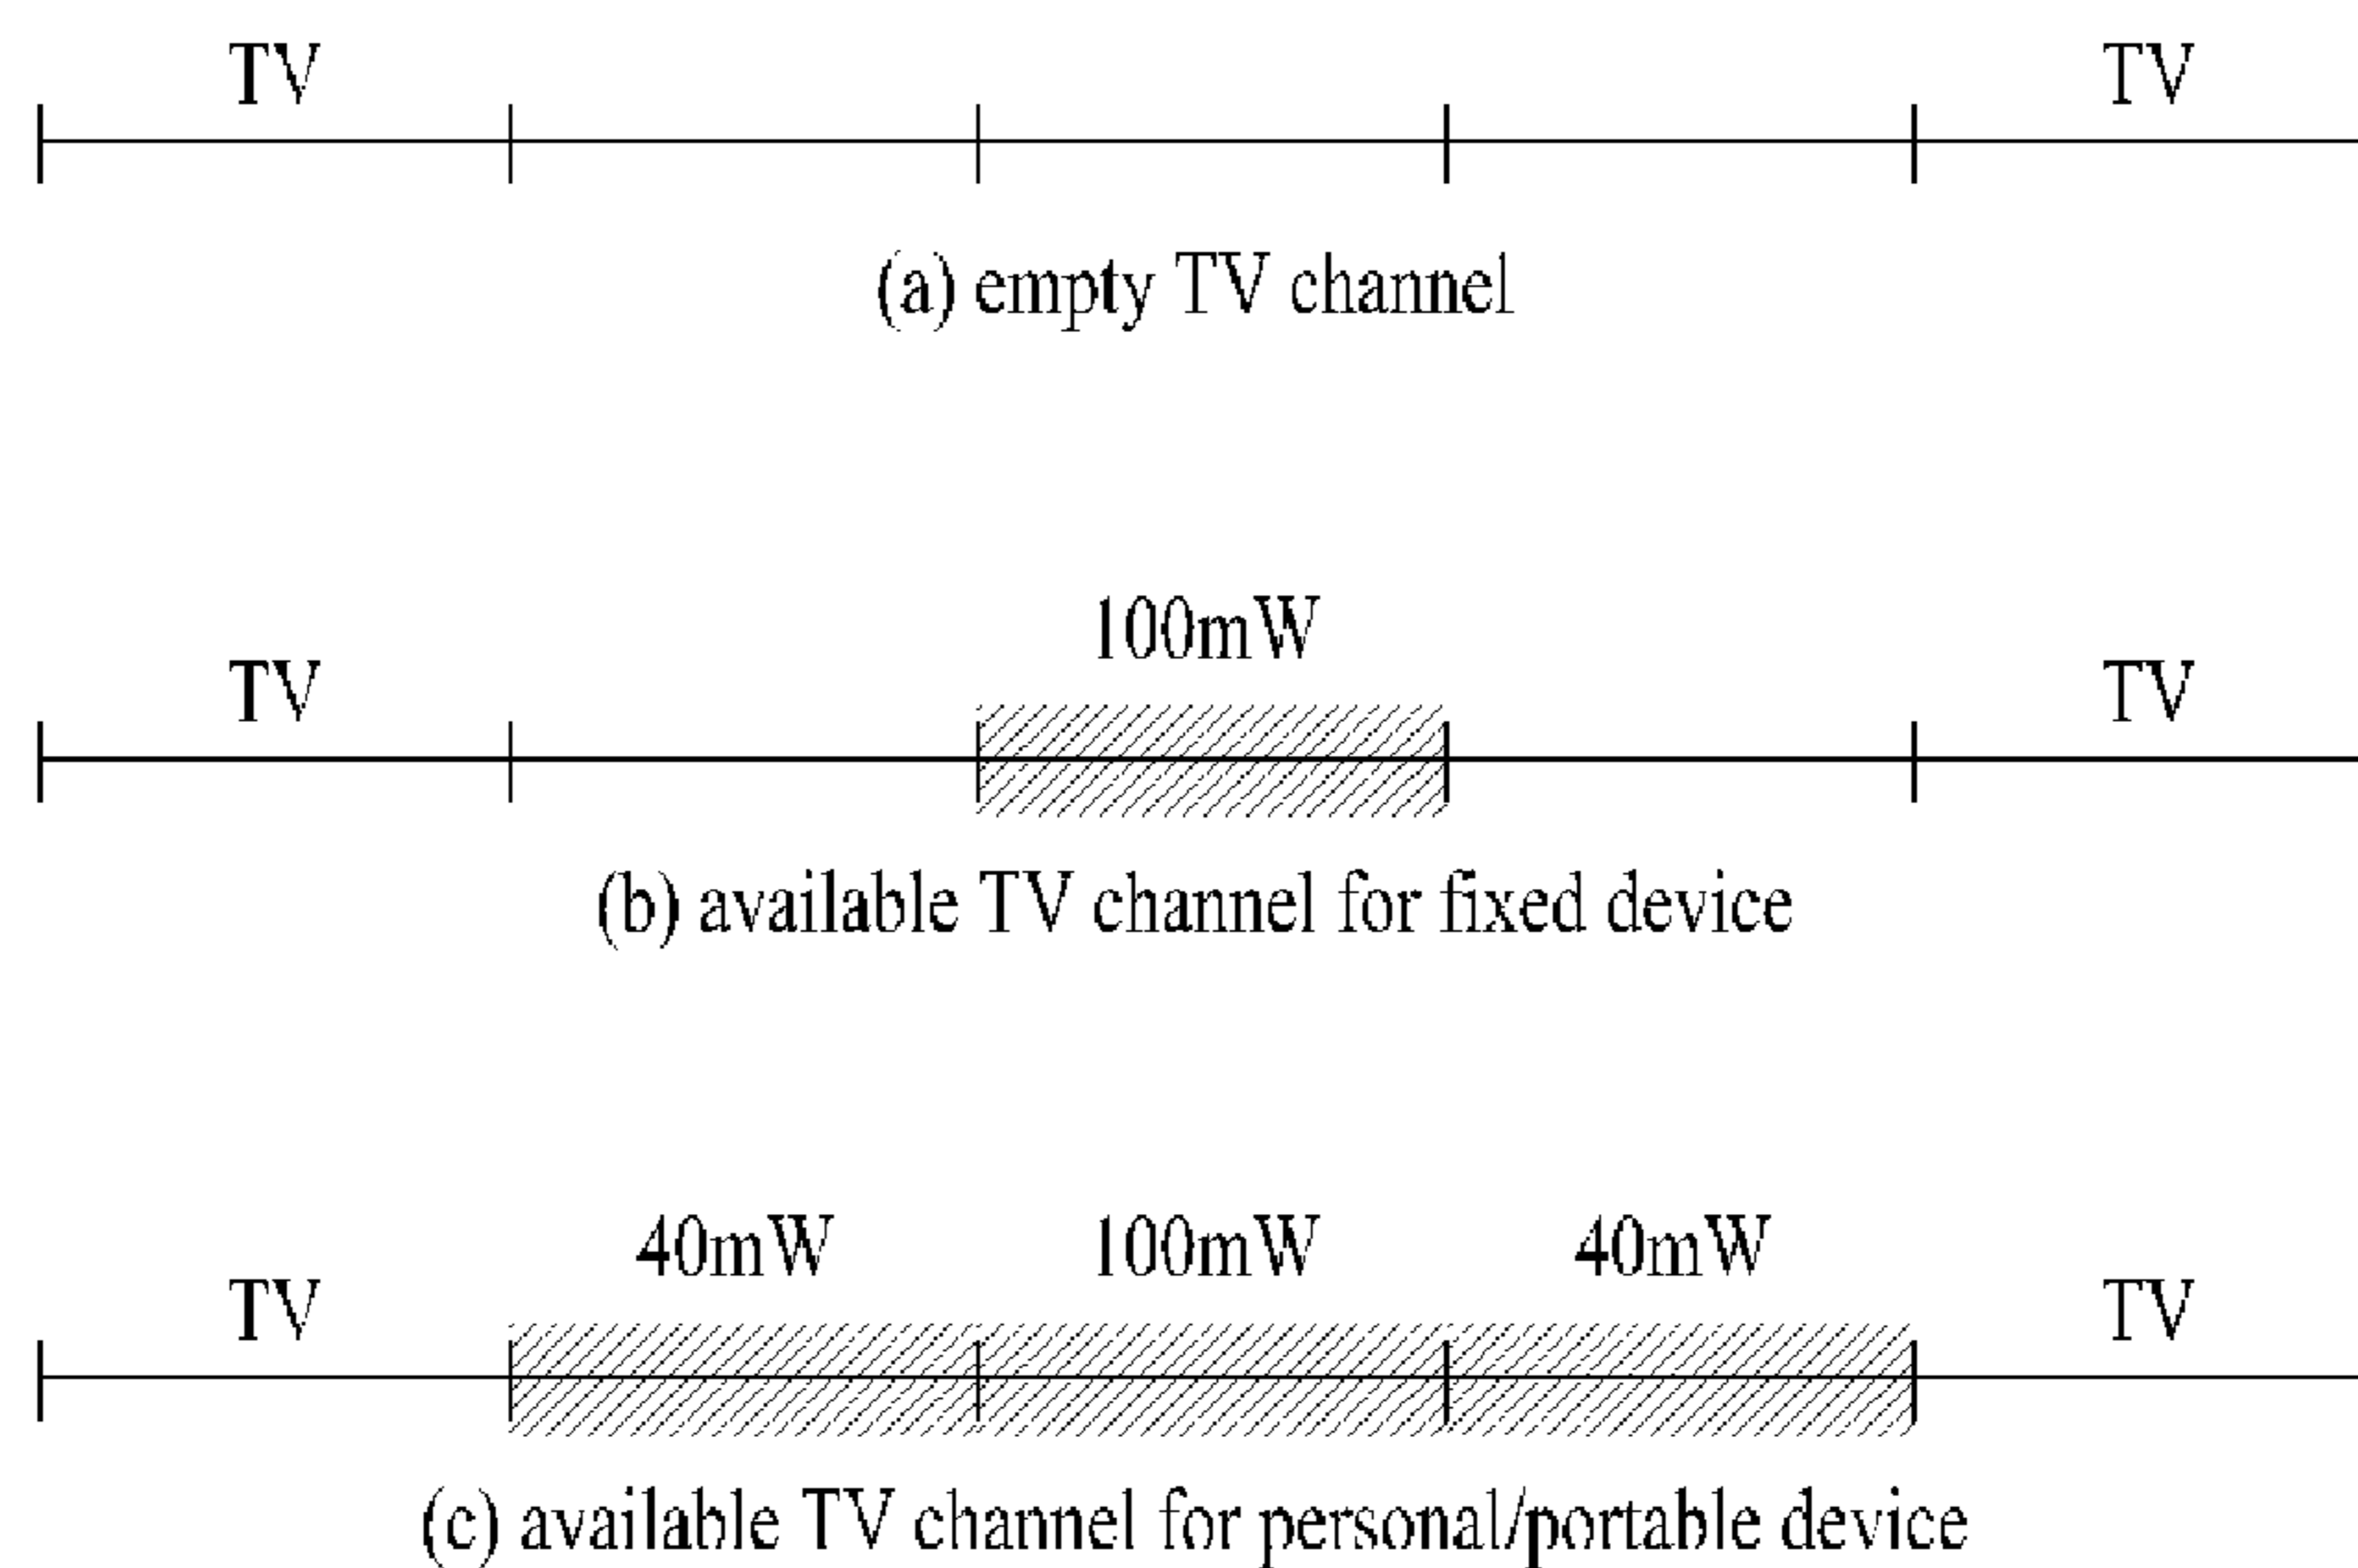 TV TV
(a) empty TV channel
100mW
TV TV
(b) available TV channel for fixed device
40mW 100mW 40mW
TV TV
(c) available TV channel for personal/portable device